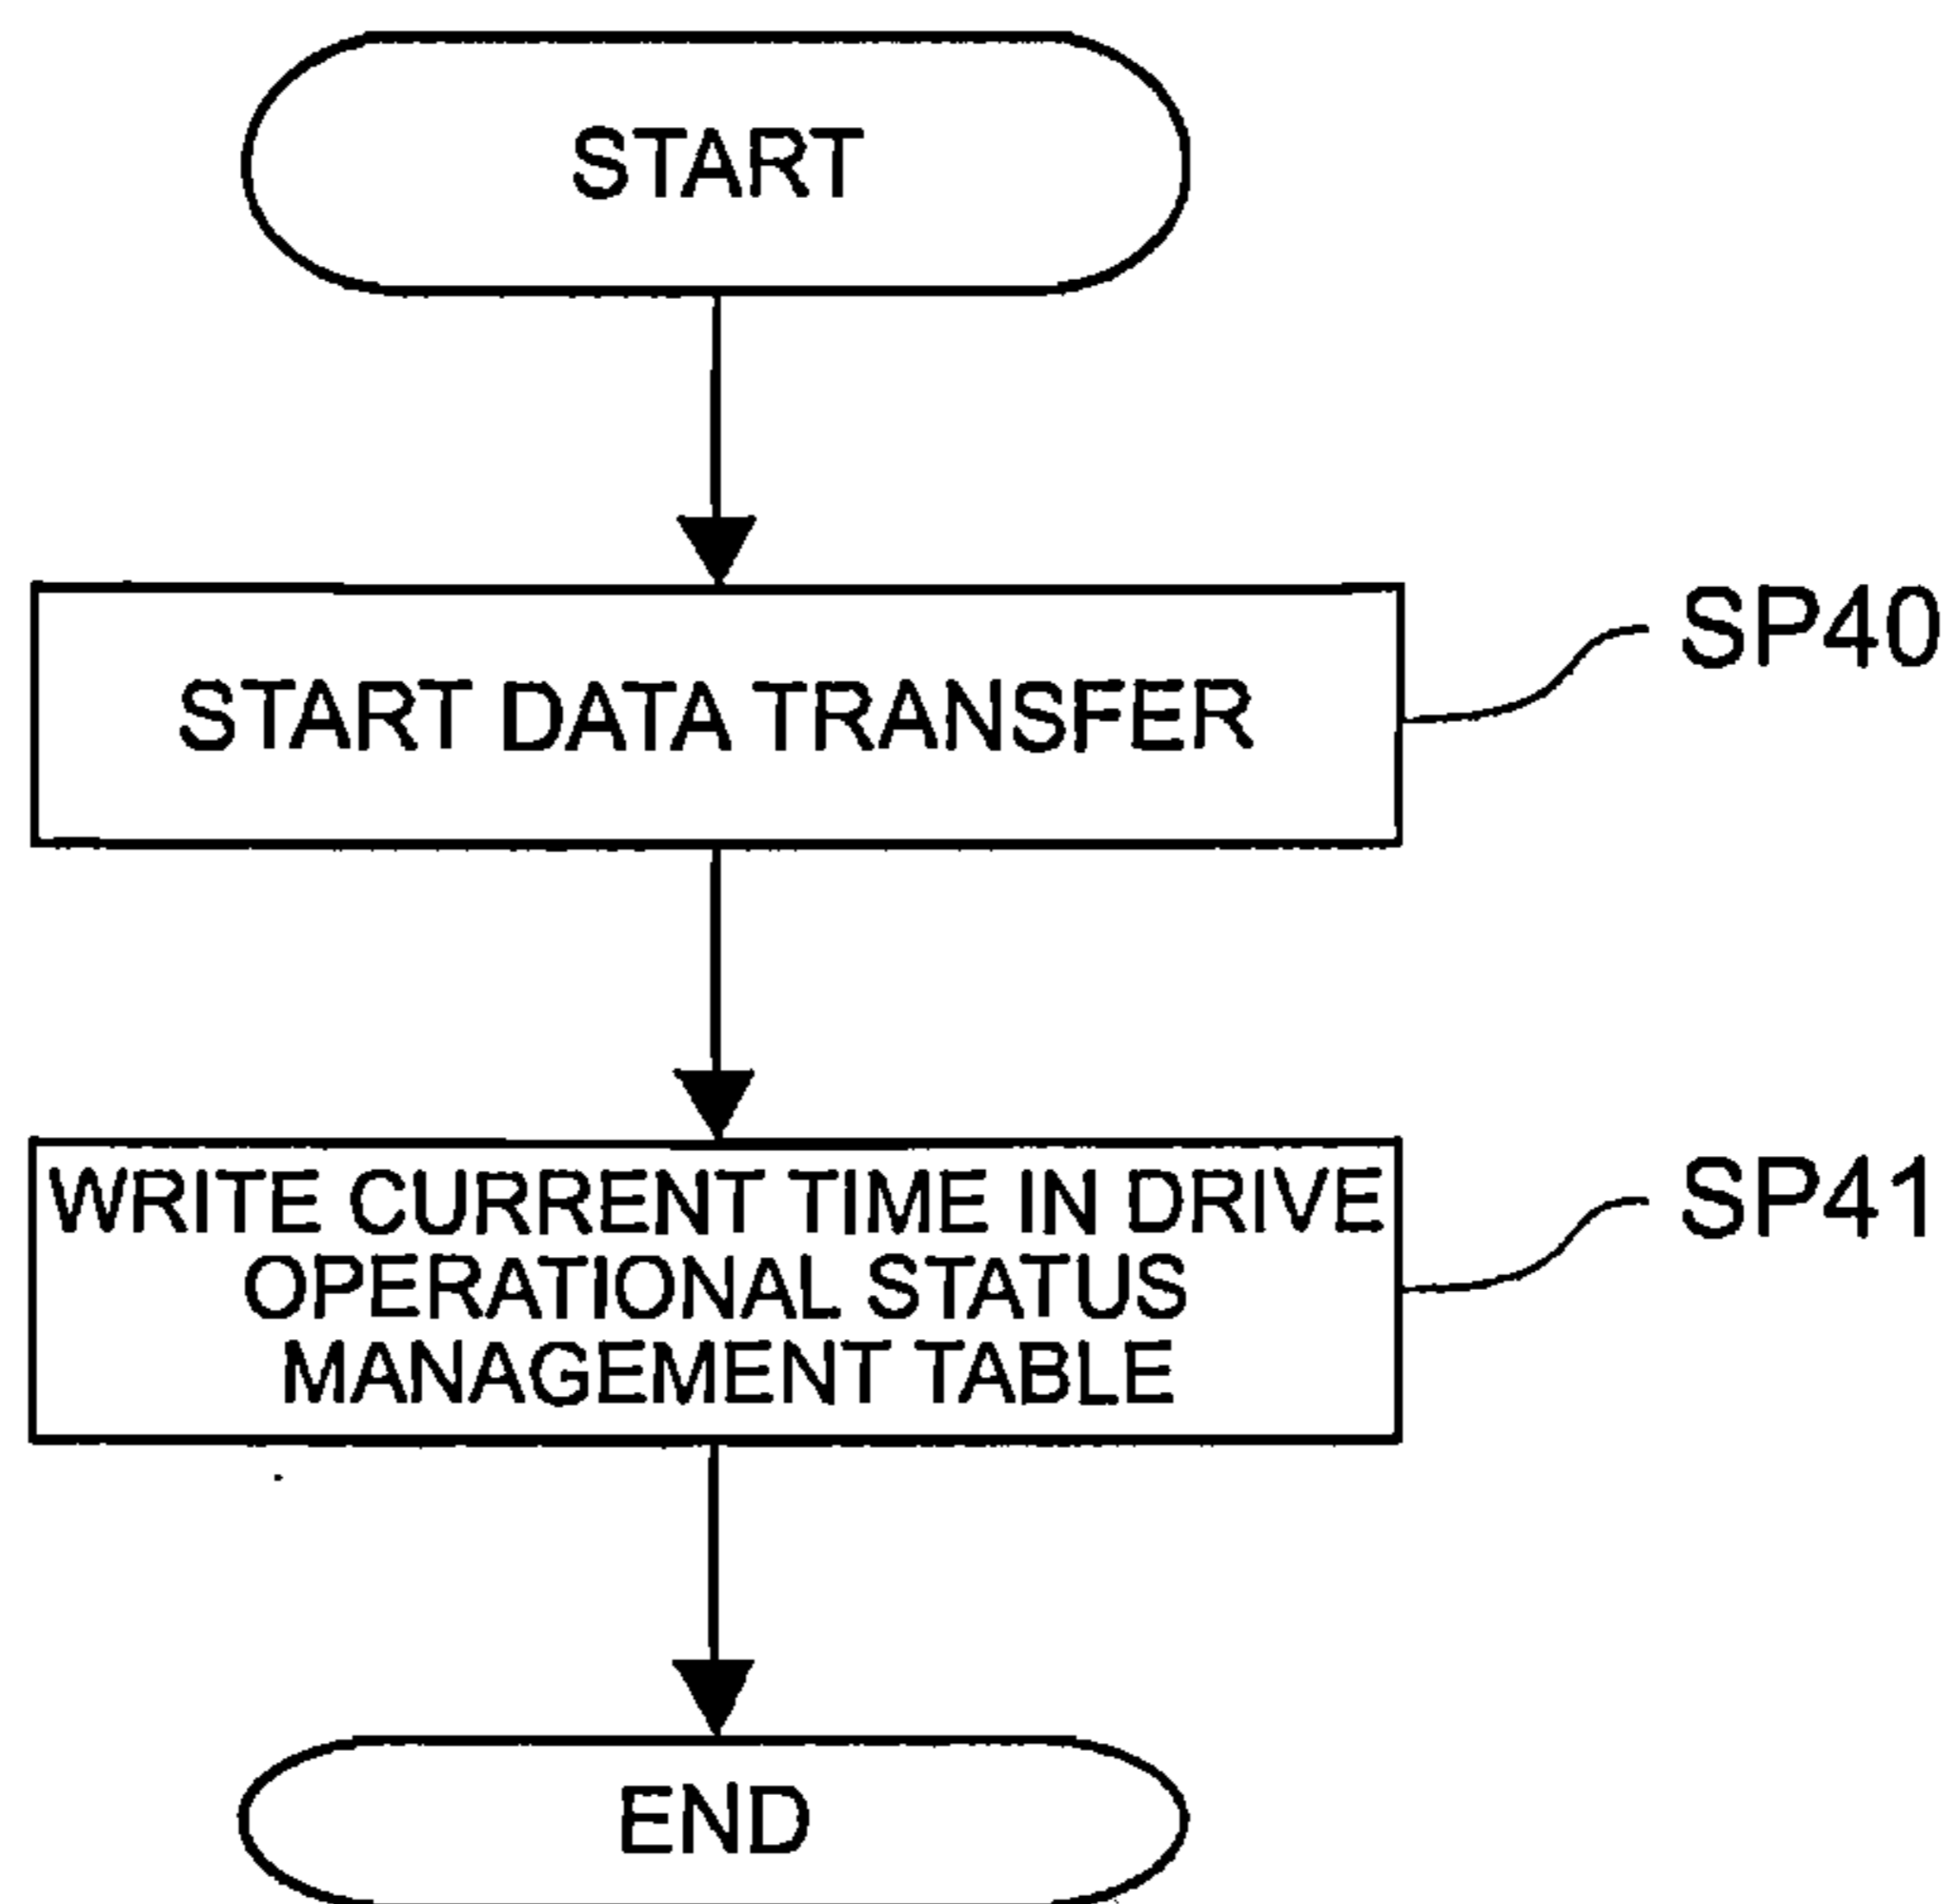 START
START DATA TRANSFER
SP40
WRITE CURRENT TIME IN DRIVE
OPERATIONAL STATUS
MANAGEMENT TABLE
SP41
END